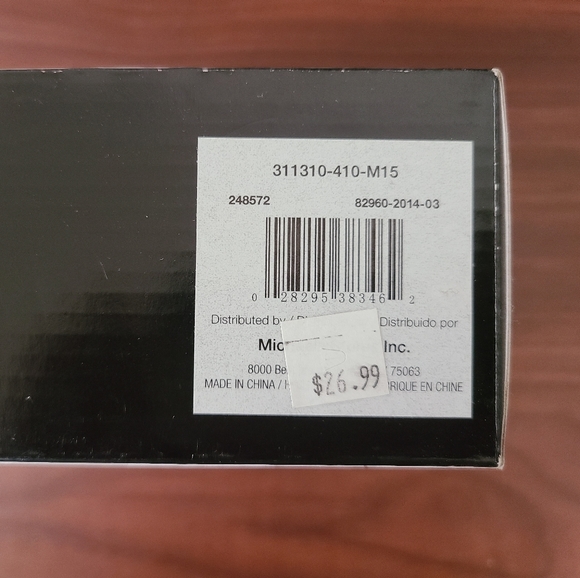 311310-410-M15
248572 82960-2014-03
0 28295 38346 2
Distributed by / Distribuido por
Inc.
8000 75063
$26.99
MADE IN CHINA / EN CHINE